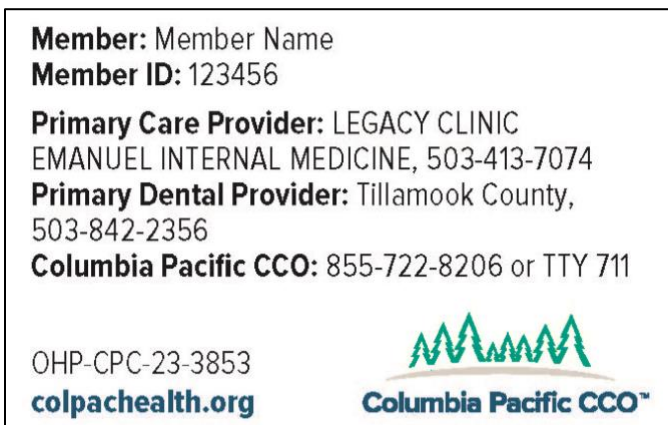 Member: Member Name
Member ID: 123456
Primary Care Provider: LEGACY CLINIC
EMANUEL INTERNAL MEDICINE, 503-413-7074
Primary Dental Provider: Tillamook County,
503-842-2356
Columbia Pacific CCO: 855-722-8206 or TTY 711
OHP-CPC-23-3853
colpachealth.org
Columbia Pacific CCO™